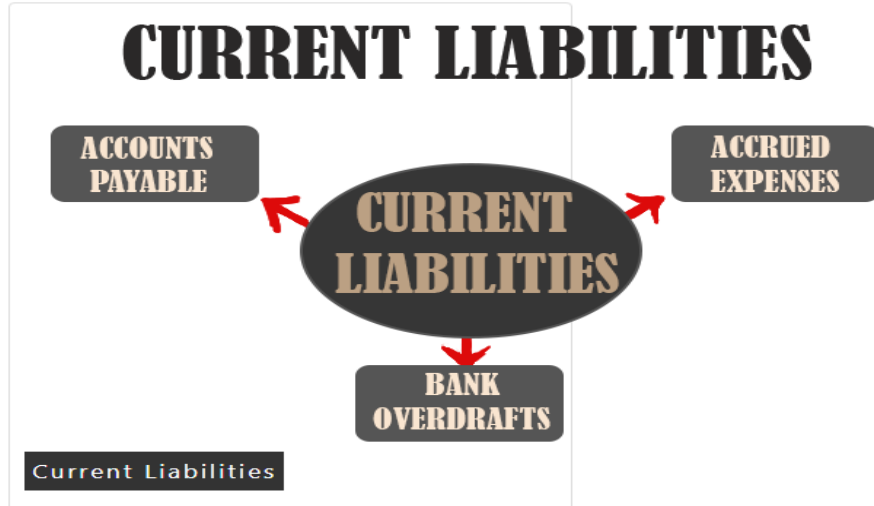 CURRENT LIABILITIES
ACCOUNTS
PAYABLE
ACCRUED
EXPENSES
CURRENT
LIABILITIES
BANK
OVERDRAFTS
Current Liabilities